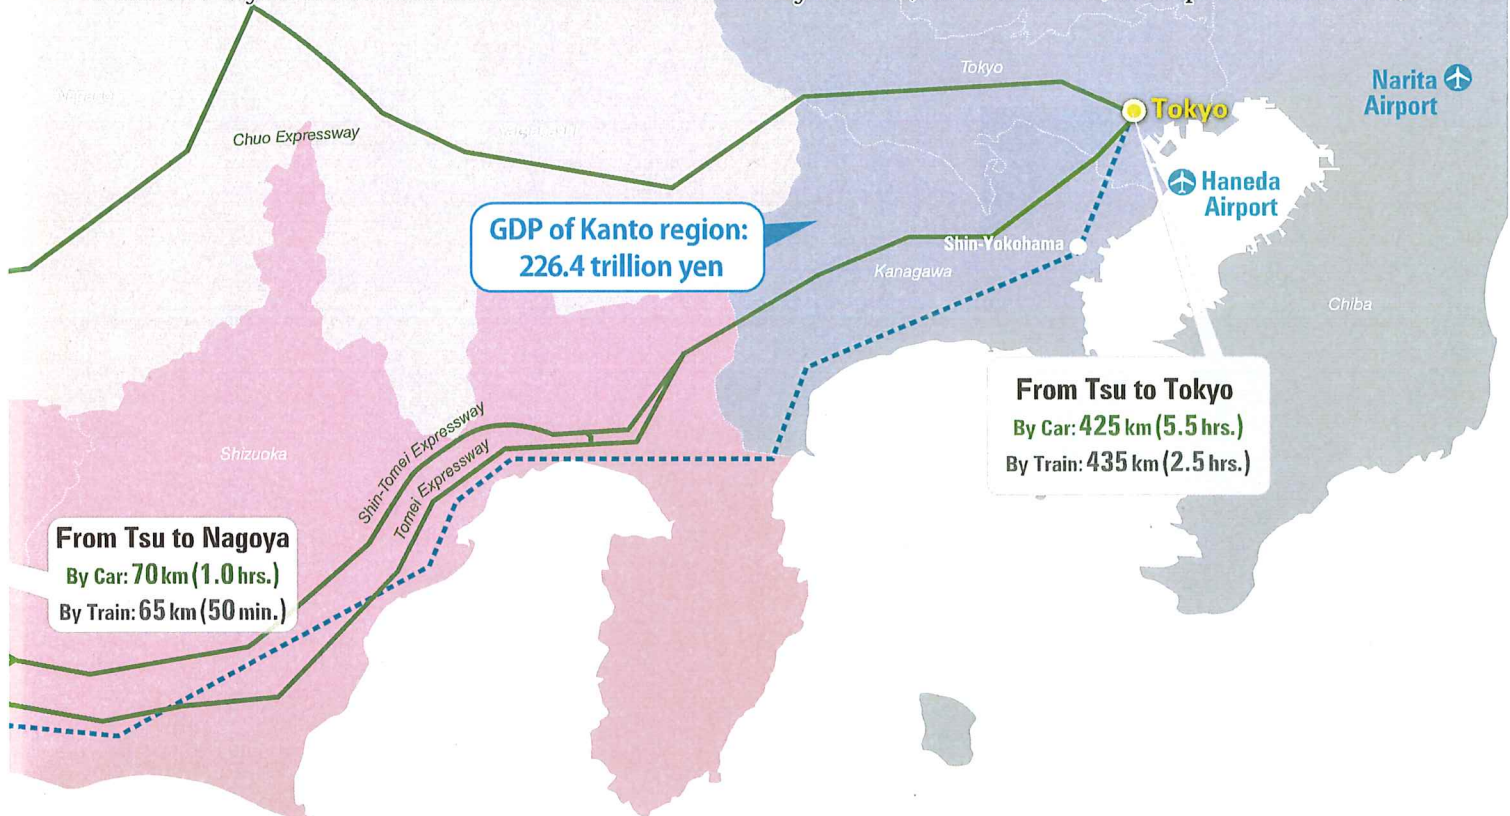 Tokyo
Narita
Airport
Chuo Expressway
Tokyo
Haneda
Airport
GDP of Kanto region:
226.4 trillion yen
Shin-Yokohama
Kanagawa
Chiba
From Tsu to Tokyo
By Car: 425 km (5.5 hrs.)
By Train: 435 km (2.5 hrs.)
Shin-Tomei Expressway
Tomei Expressway
Shizuoka
From Tsu to Nagoya
By Car: 70 km (1.0 hrs.)
By Train: 65 km (50 min.)